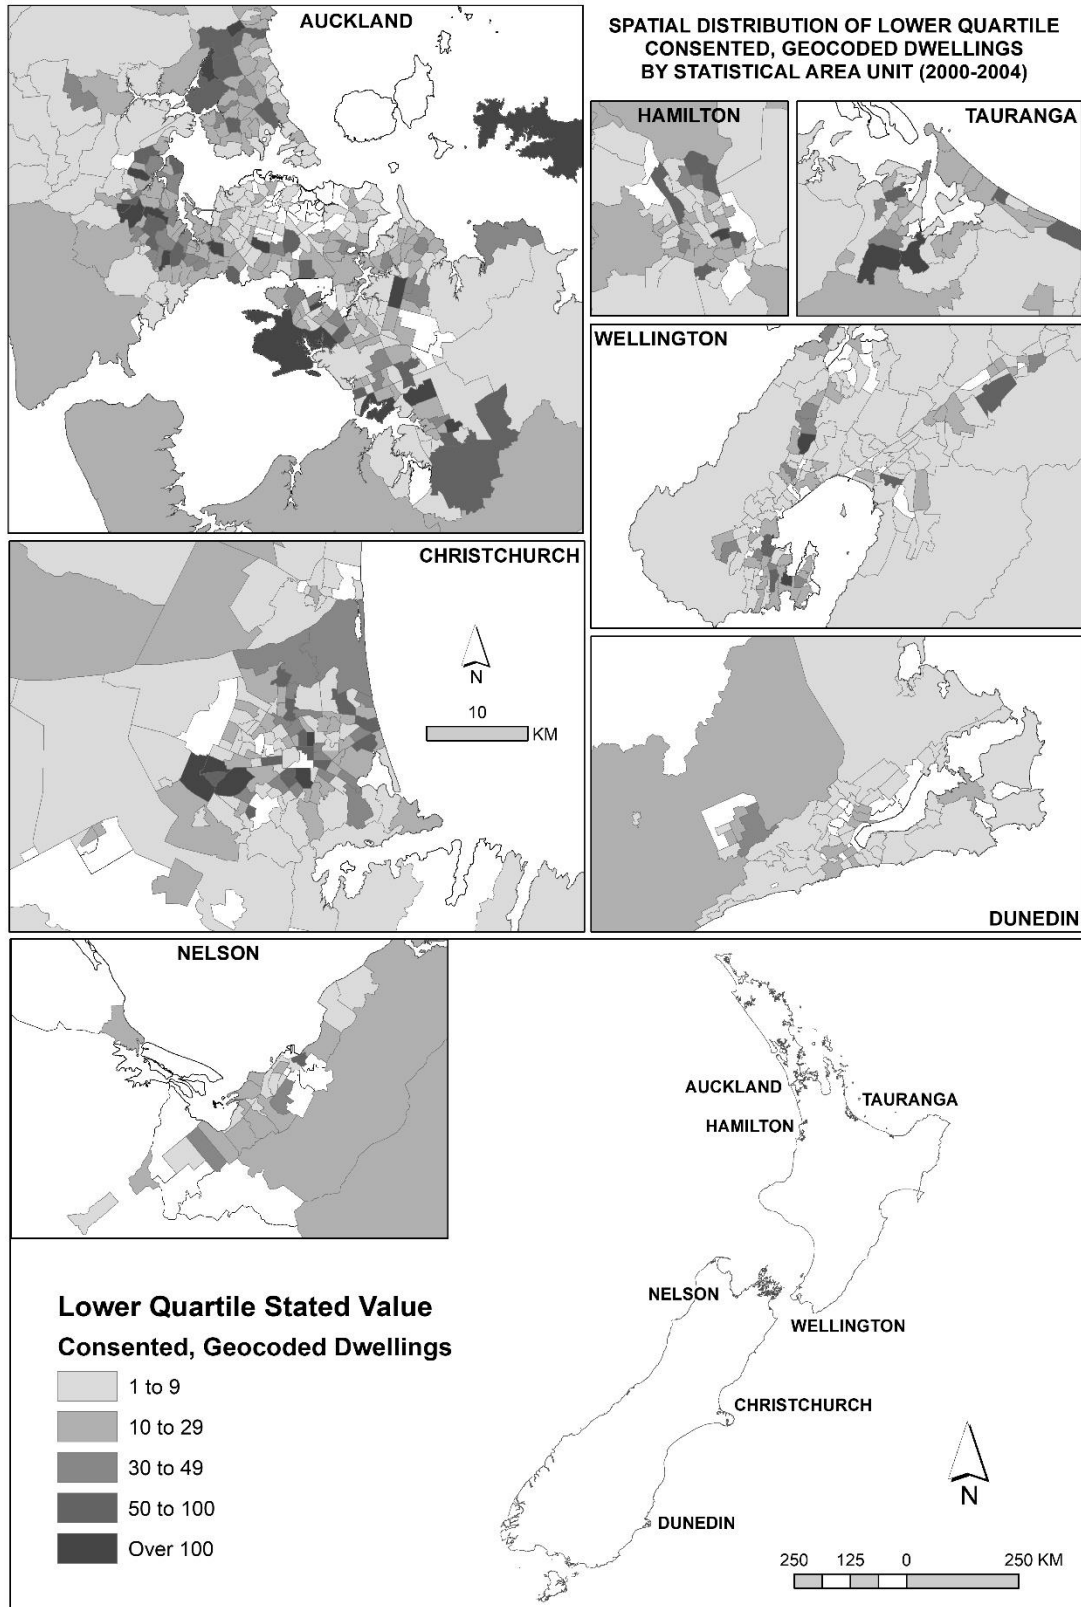 AUCKLAND
SPATIAL DISTRIBUTION OF LOWER QUARTILE
CONSENTED, GEOCODED DWELLINGS
BY STATISTICAL AREA UNIT (2000-2004)
HAMILTON
TAURANGA
WELLINGTON
CHRISTCHURCH
N
10
KM
DUNEDIN
NELSON
AUCKLAND
TAURANGA
HAMILTON
NELSON
WELLINGTON
CHRISTCHURCH
DUNEDIN
N
250 125 0 250 KM
Lower Quartile Stated Value
Consented, Geocoded Dwellings
1 to 9
10 to 29
30 to 49
50 to 100
Over 100